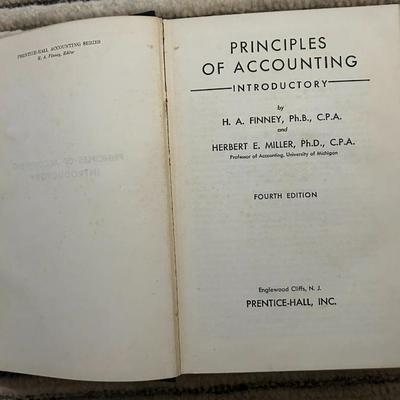 PRENTICE-HALL ACCOUNTING SERIES
H. A. Finney, Editor
PRINCIPLES
OF ACCOUNTING
INTRODUCTORY
by
H. A. FINNEY, Ph.B., C.P.A.
and
HERBERT E. MILLER, Ph.D., C.P.A.
Professor of Accounting, University of Michigan
FOURTH EDITION
Englewood Cliffs, N. J.
PRENTICE-HALL, INC.